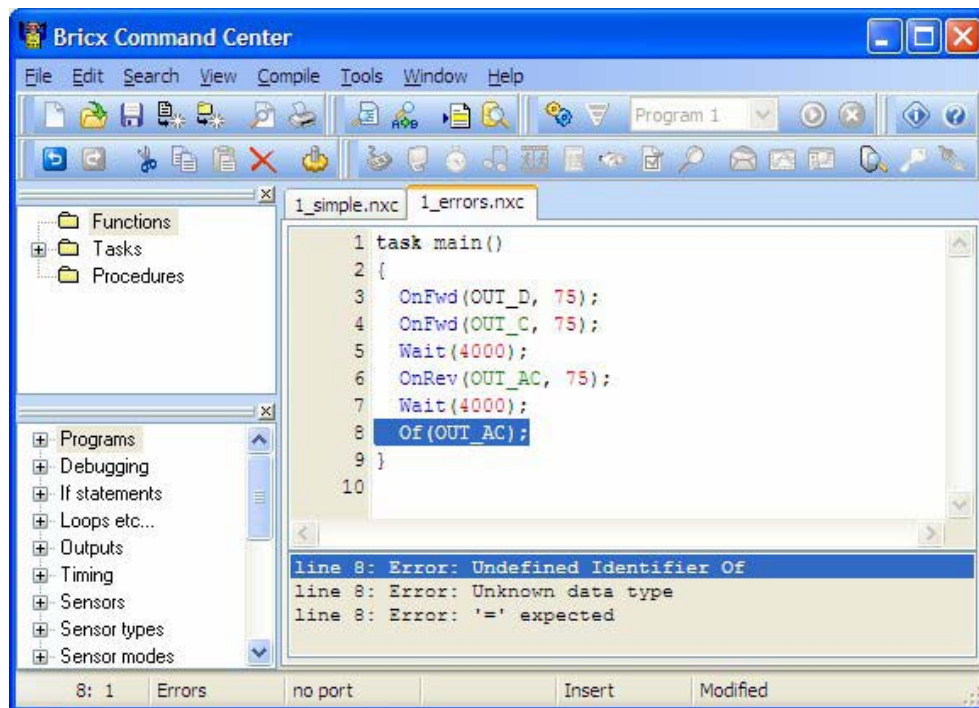 Bricx Command Center
File Edit Search View Compile Tools Window Help
Program 1
Functions
Tasks
Procedures
Programs
Debugging
If statements
Loops etc...
Outputs
Timing
Sensors
Sensor types
Sensor modes
1_simple.nxc 1_errors.nxc
1 task main()
2 {
3 OnFwd(OUT_D, 75);
4 OnFwd(OUT_C, 75);
5 Wait(4000);
6 OnRev(OUT_AC, 75);
7 Wait(4000);
8 Of(OUT_AC);
9 }
10
line 8: Error: Undefined Identifier Of
line 8: Error: Unknown data type
line 8: Error: '=' expected
8: 1 Errors no port Insert Modified